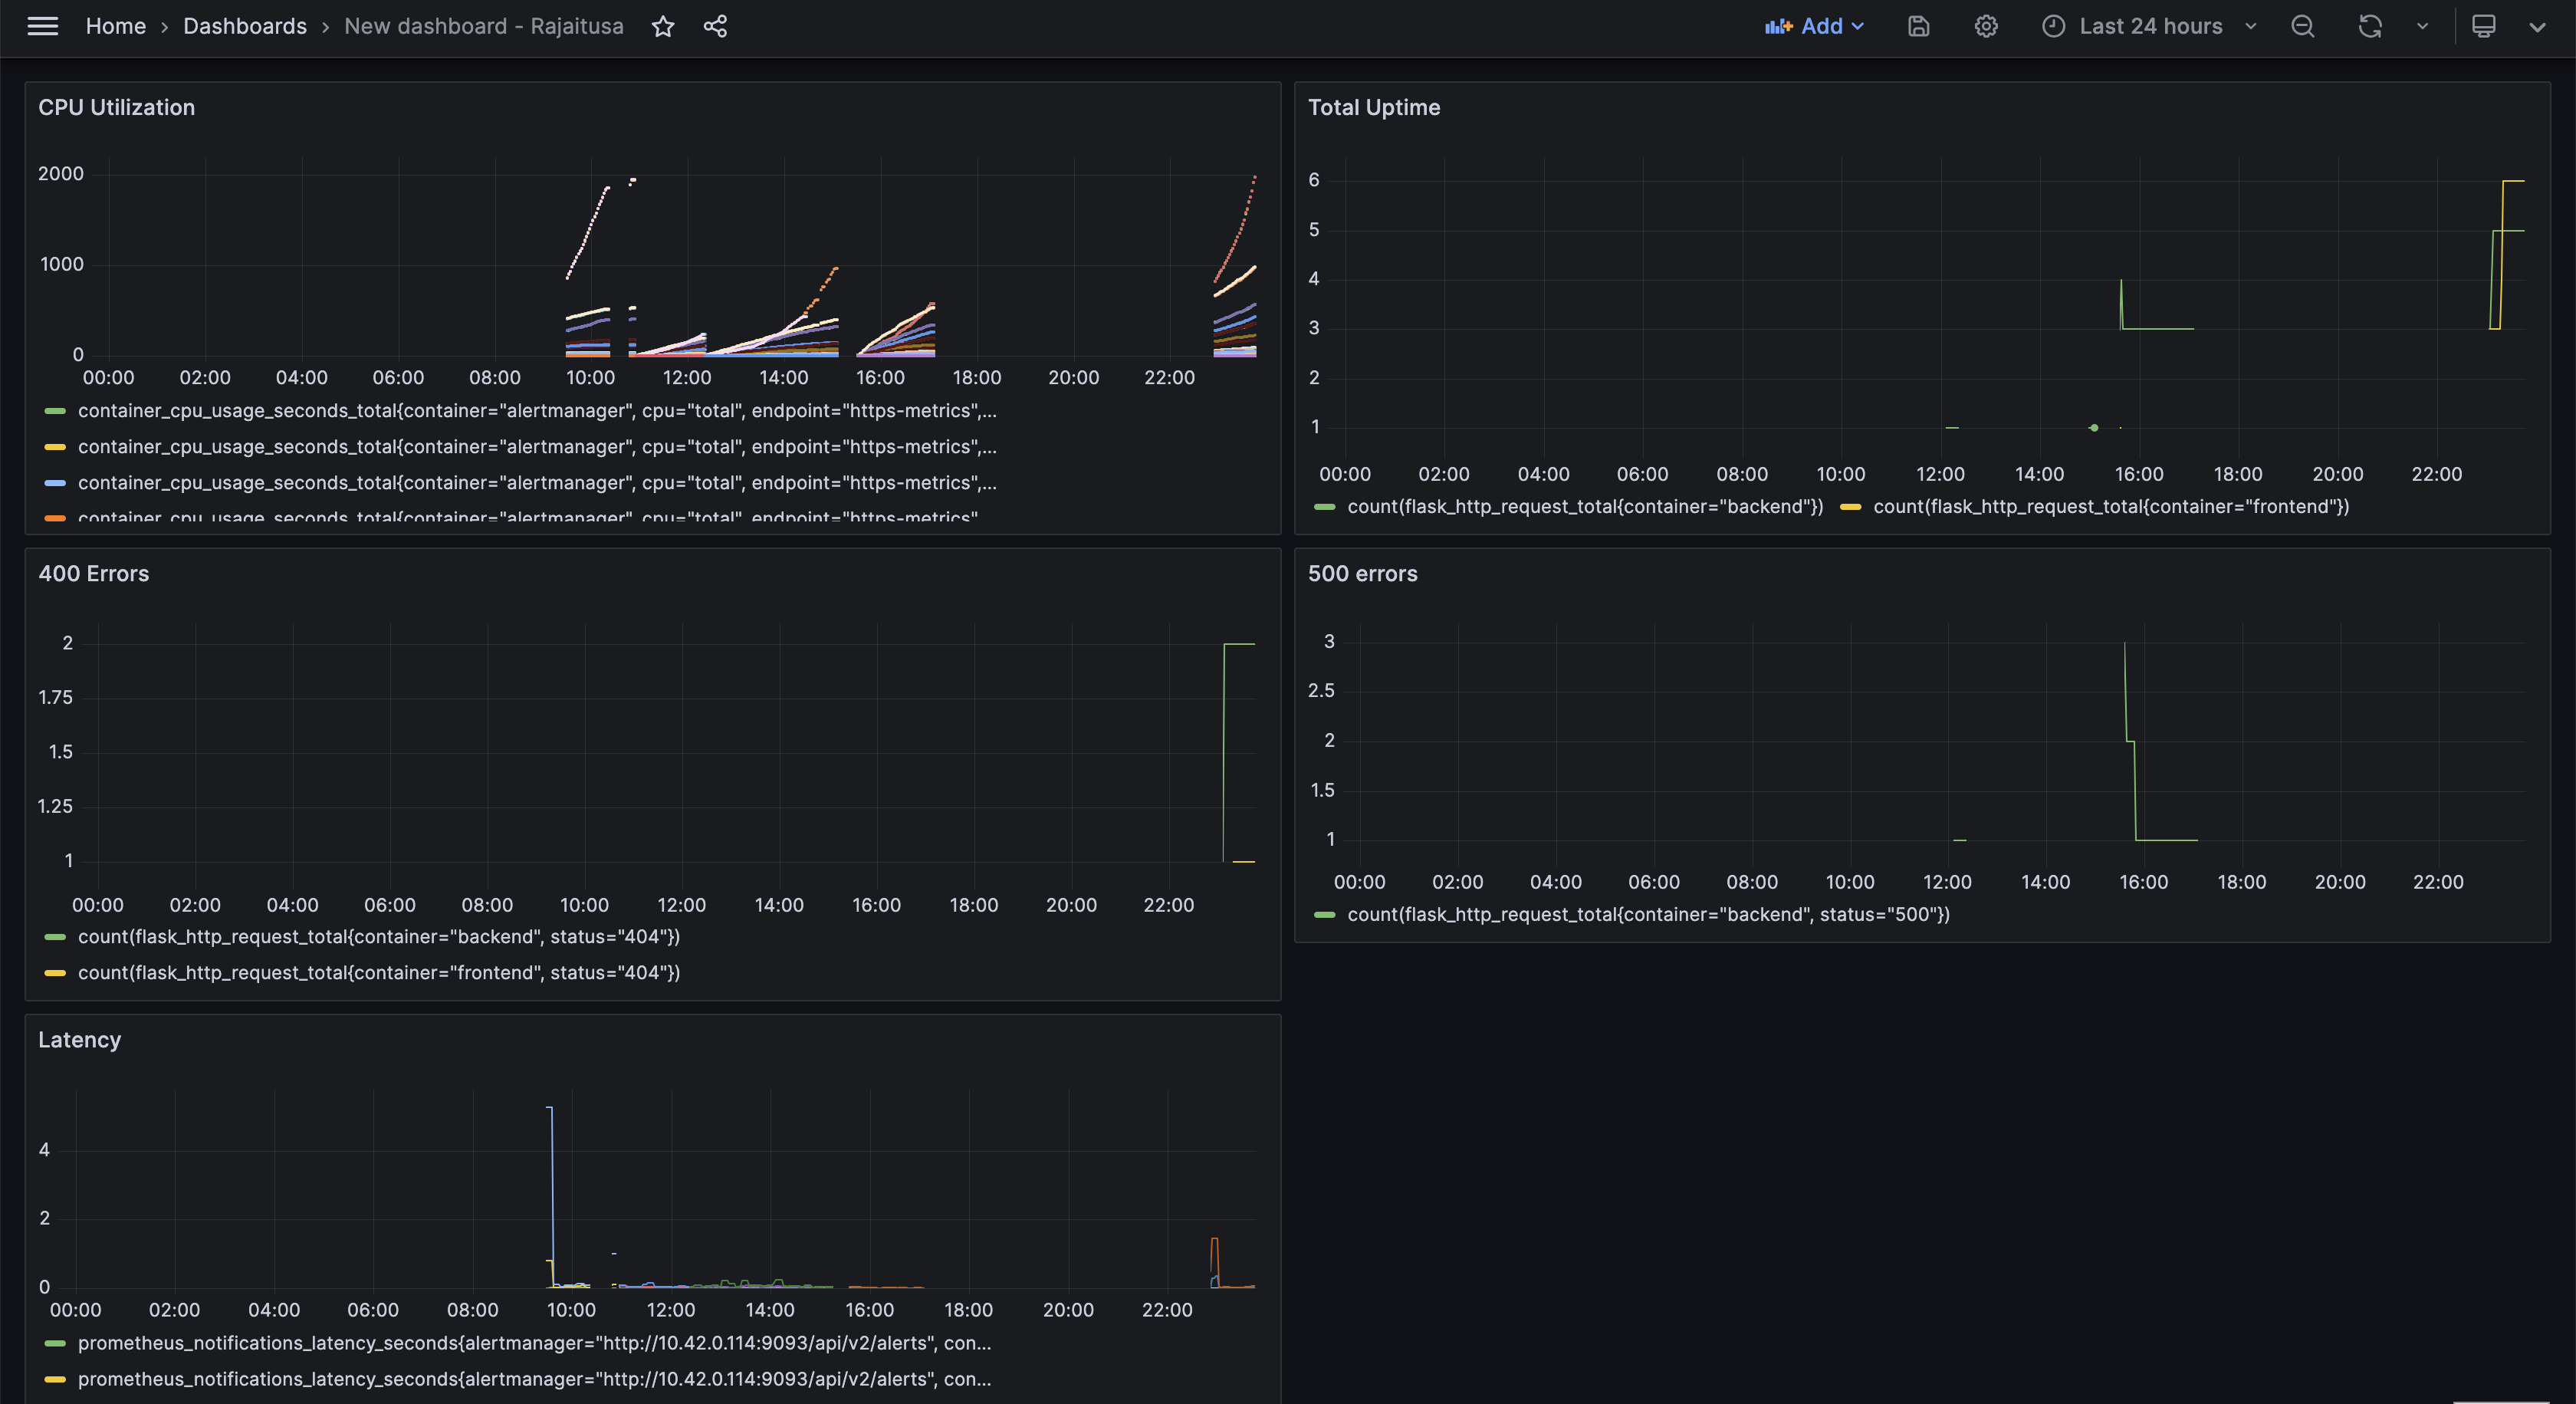 Home > Dashboards > New dashboard - Rajaitusa Add Last 24 hours
CPU Utilization
2000
1000
0
00:00 02:00 04:00 06:00 08:00 10:00 12:00 14:00 16:00 18:00 20:00 22:00
container_cpu_usage_seconds_total{container="alertmanager", cpu="total", endpoint="https-metrics",...
container_cpu_usage_seconds_total{container="alertmanager", cpu="total", endpoint="https-metrics",...
container_cpu_usage_seconds_total{container="alertmanager", cpu="total", endpoint="https-metrics",...
container_cpu_usage_seconds_total{container="alertmanager", cpu="total", endpoint="https-metrics"
Total Uptime
6
5
4
3
2
1
00:00 02:00 04:00 06:00 08:00 10:00 12:00 14:00 16:00 18:00 20:00 22:00
count(flask_http_request_total{container="backend"}) count(flask_http_request_total{container="frontend"})
400 Errors
2
1.75
1.5
1.25
1
00:00 02:00 04:00 06:00 08:00 10:00 12:00 14:00 16:00 18:00 20:00 22:00
count(flask_http_request_total{container="backend", status="404"})
count(flask_http_request_total{container="frontend", status="404"})
500 errors
3
2.5
2
1.5
1
00:00 02:00 04:00 06:00 08:00 10:00 12:00 14:00 16:00 18:00 20:00 22:00
count(flask_http_request_total{container="backend", status="500"})
Latency
4
2
0
00:00 02:00 04:00 06:00 08:00 10:00 12:00 14:00 16:00 18:00 20:00 22:00
prometheus_notifications_latency_seconds{alertmanager="http://10.42.0.114:9093/api/v2/alerts", con...
prometheus_notifications_latency_seconds{alertmanager="http://10.42.0.114:9093/api/v2/alerts", con...